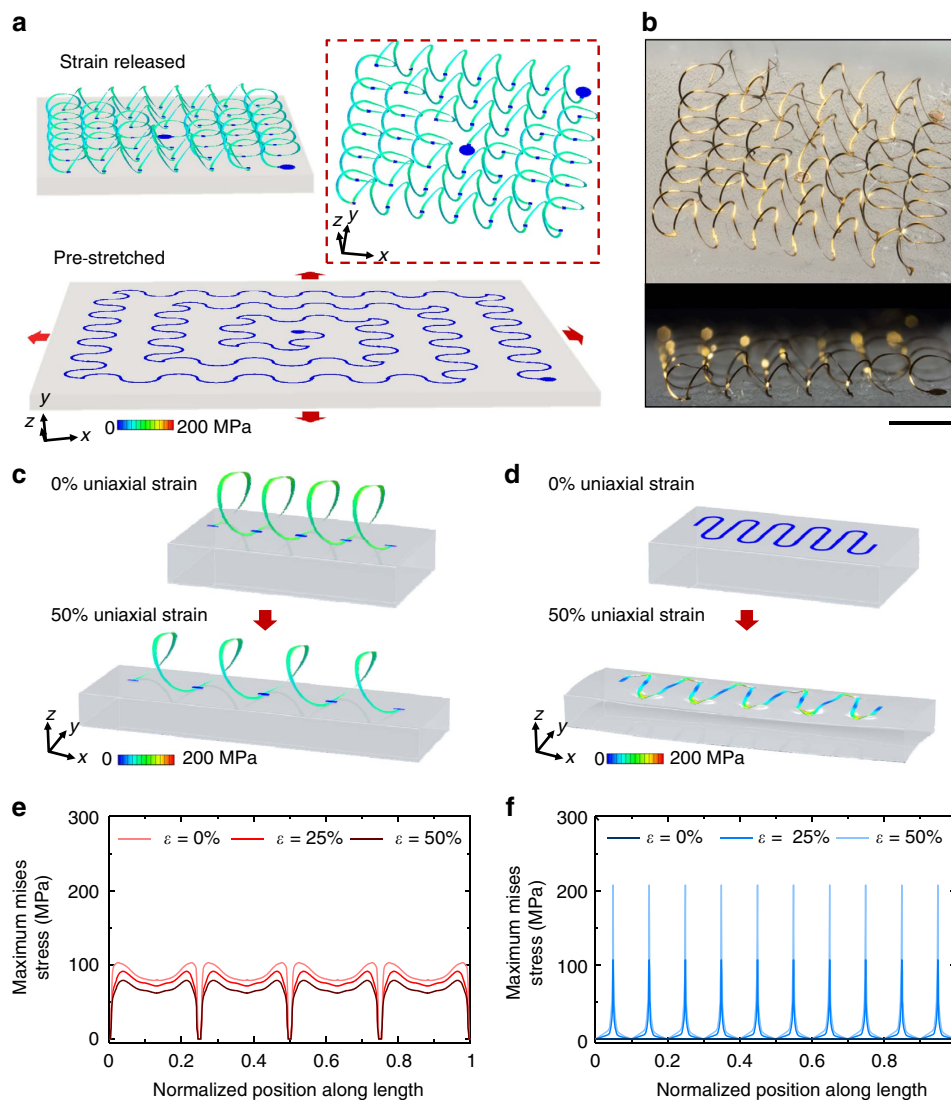 a
b
Strain released
z
y
x
Pre-stretched
y
z
x
0
200 MPa
c
d
0% uniaxial strain
0% uniaxial strain
50% uniaxial strain
50% uniaxial strain
z
y
x
0
200 MPa
z
y
x
0
200 MPa
e
f
300
200
100
0
ε = 0%
ε = 25%
ε = 50%
Maximum mises
stress (MPa)
0
0.2
0.4
0.6
0.8
1
Normalized position along length
300
200
100
0
ε = 0%
ε = 25%
ε = 50%
Maximum mises
stress (MPa)
0
0.2
0.4
0.6
0.8
Normalized position along length